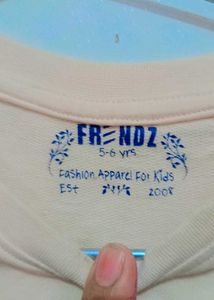 FRENDZ
5-6 yrs
Fashion Apparel For Kids
Est 2008